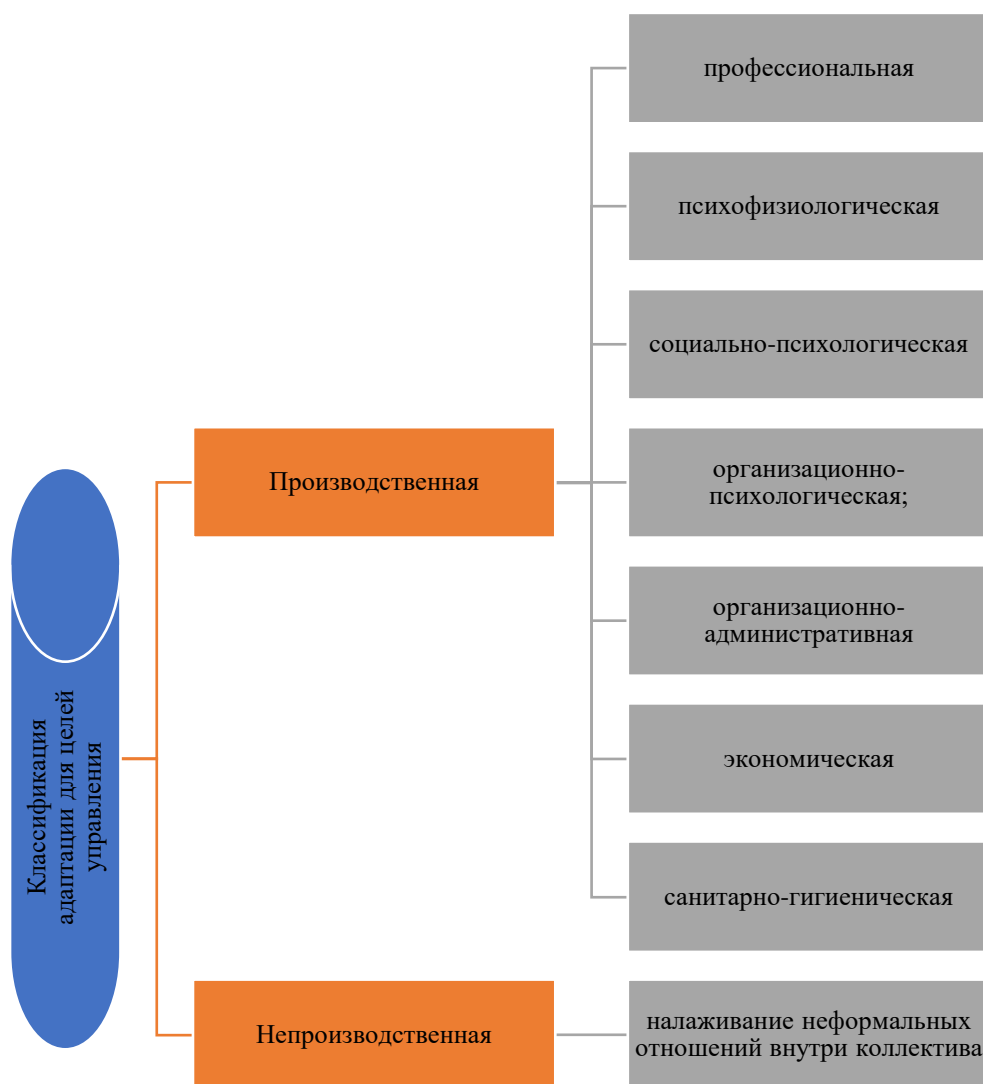 Классификация
адаптации для целей
управления
Производственная
профессиональная
психофизиологическая
социально-психологическая
организационно-
психологическая;
организационно-
административная
экономическая
санитарно-гигиеническая
Непроизводственная
налаживание неформальных
отношений внутри коллектива